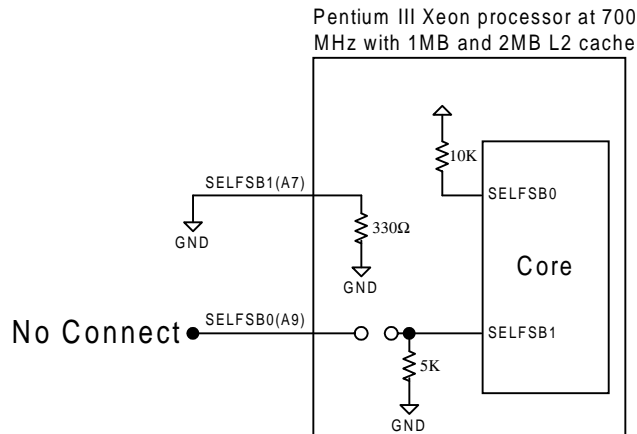 Pentium III Xeon processor at 700
MHz with 1MB and 2MB L2 cache
10K
SELFSB1(A7)
SELFSB0
GND
330Ω
GND
Core
SELFSB0(A9)
No Connect
SELFSB1
5K
GND